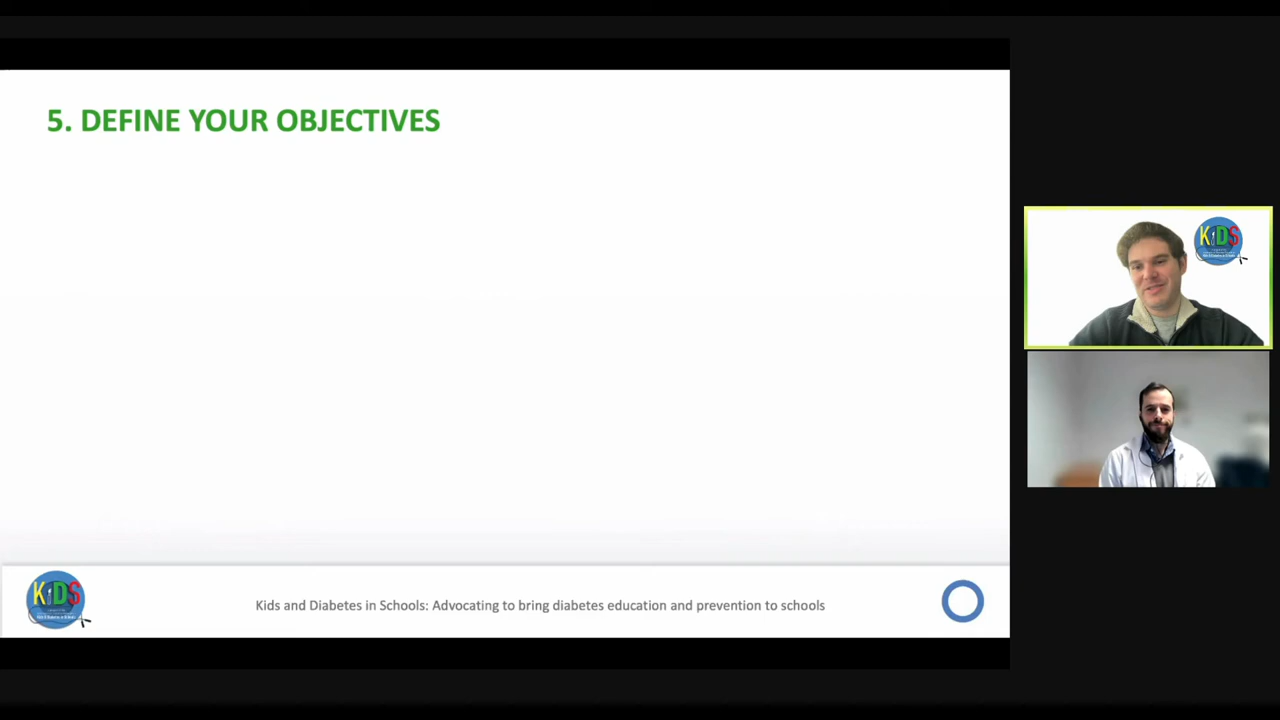 5. DEFINE YOUR OBJECTIVES
KiDS
KiDS
Kids and Diabetes in Schools: Advocating to bring diabetes education and prevention to schools